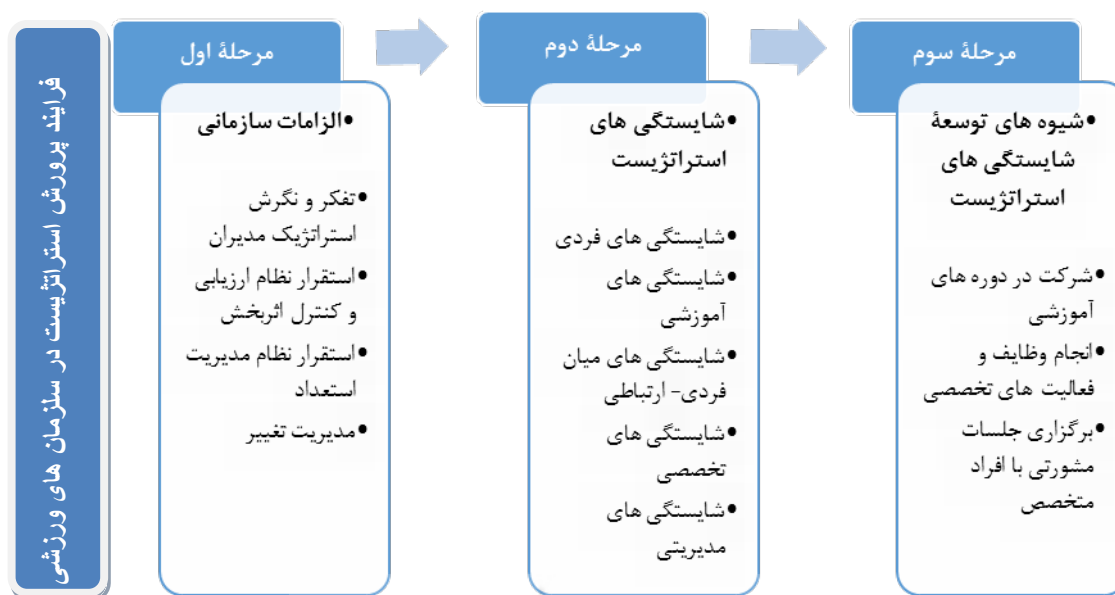 فرایند پرورش استراتژیست در سازمان های ورزشی
مرحلۀ اول
•الزامات سازمانی
•تفکر و نگرش
استراتژیک مدیران
•استقرار نظام ارزیابی
و کنترل اثربخش
•استقرار نظام مدیریت
استعداد
•مدیریت تغییر
مرحلۀ دوم
•شایستگی های
استراتژیست
•شایستگی های فردی
•شایستگی های
آموزشی
•شایستگی های میان
فردی- ارتباطی
•شایستگی های
تخصصی
•شایستگی های
مدیریتی
مرحلۀ سوم
•شیوه های توسعۀ
شایستگی های
استراتژیست
•شرکت در دوره های
آموزشی
•انجام وظایف و
فعالیت های تخصصی
•برگزاری جلسات
مشورتی با افراد
متخصص